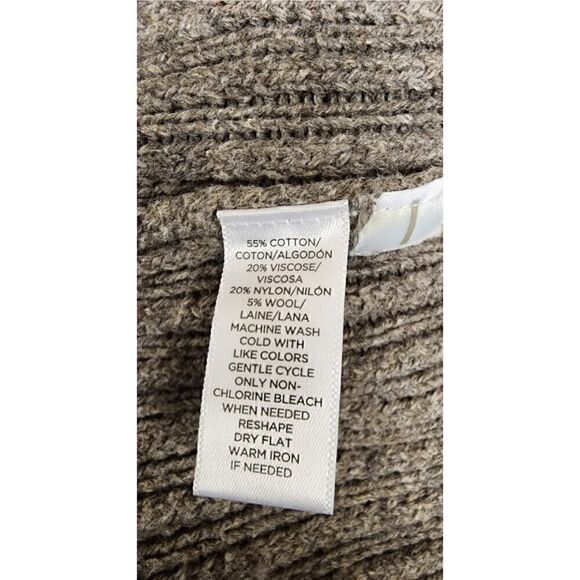 55% COTTON/
COTON/ALGODÓN
20% VISCOSE/
VISCOSA
20% NYLON/NILÓN
5% WOOL/
LAINE/LANA
MACHINE WASH
COLD WITH
LIKE COLORS
GENTLE CYCLE
ONLY NON-
CHLORINE BLEACH
WHEN NEEDED
RESHAPE
DRY FLAT
WARM IRON
IF NEEDED